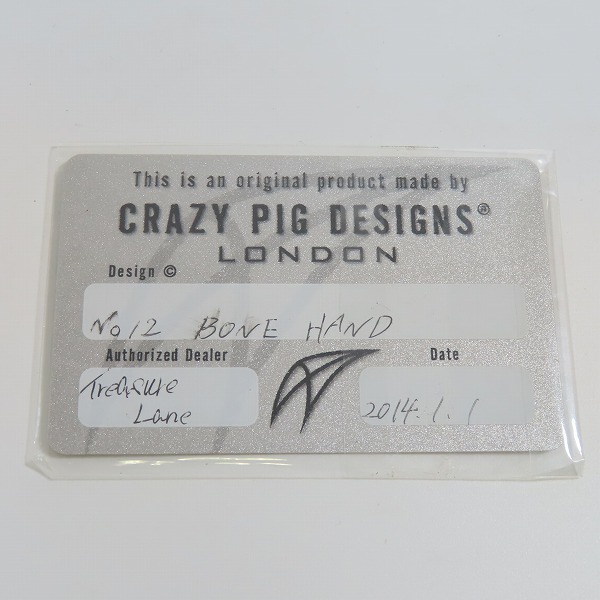 This is an original product made by
CRAZY PIG DESIGNS®
LONDON
Design ©
No12 BONE HAND
Authorized Dealer
Date
Treasure
Lane
2014.1.1